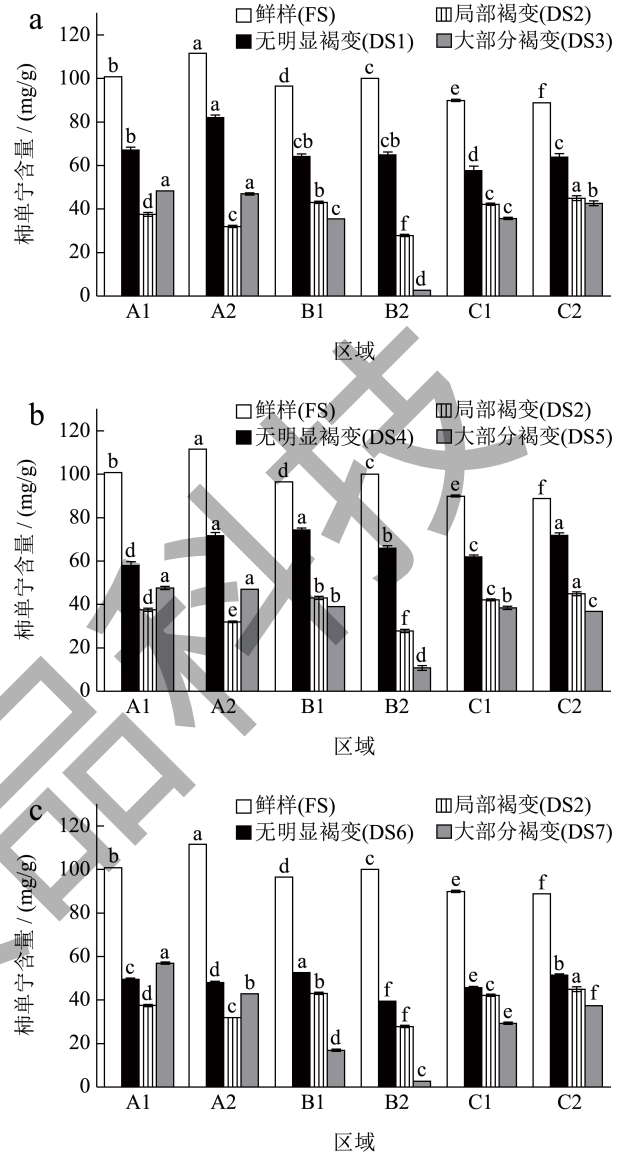 a
鲜样(FS) 局部褐变(DS2)
无明显褐变(DS1) 大部分褐变(DS3)
柿单宁含量 / (mg/g)
120
100
80
60
40
20
0
b a d c e f
b a cb cb d c
d c b f c a
a a c d c b
A1 A2 B1 B2 C1 C2
区域
b
鲜样(FS) 局部褐变(DS2)
无明显褐变(DS4) 大部分褐变(DS5)
柿单宁含量 / (mg/g)
120
100
80
60
40
20
0
b a d c e f
d a a b c a
d e b f c a
a a b d b c
A1 A2 B1 B2 C1 C2
区域
c
鲜样(FS) 局部褐变(DS2)
无明显褐变(DS6) 大部分褐变(DS7)
柿单宁含量 / (mg/g)
120
100
80
60
40
20
0
b a d c e f
c d a f e b
d c b f c a
a b d c e f
A1 A2 B1 B2 C1 C2
区域
品科技